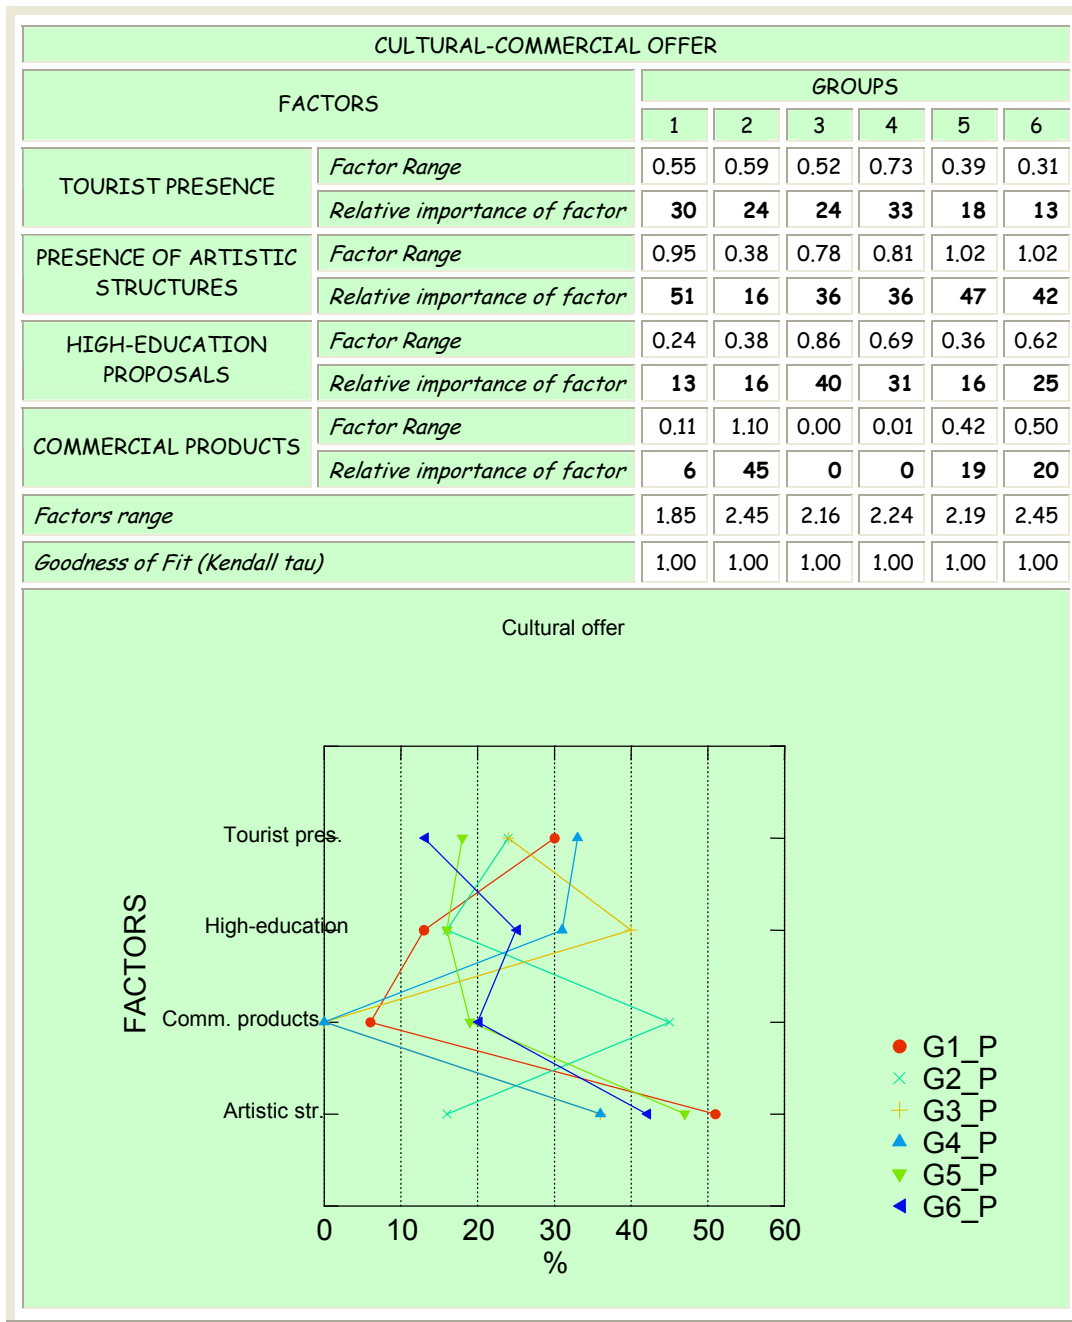 CULTURAL-COMMERCIAL OFFER
FACTORS
GROUPS
1 2 3 4 5 6
TOURIST PRESENCE
Factor Range 0.55 0.59 0.52 0.73 0.39 0.31
Relative importance of factor 30 24 24 33 18 13
PRESENCE OF ARTISTIC
STRUCTURES
Factor Range 0.95 0.38 0.78 0.81 1.02 1.02
Relative importance of factor 51 16 36 36 47 42
HIGH-EDUCATION
PROPOSALS
Factor Range 0.24 0.38 0.86 0.69 0.36 0.62
Relative importance of factor 13 16 40 31 16 25
COMMERCIAL PRODUCTS
Factor Range 0.11 1.10 0.00 0.01 0.42 0.50
Relative importance of factor 6 45 0 0 19 20
Factors range 1.85 2.45 2.16 2.24 2.19 2.45
Goodness of Fit (Kendall tau) 1.00 1.00 1.00 1.00 1.00 1.00
Cultural offer
FACTORS
Tourist pres.
High-education
Comm. products
Artistic str.
0 10 20 30 40 50 60
%
G1_P
G2_P
G3_P
G4_P
G5_P
G6_P